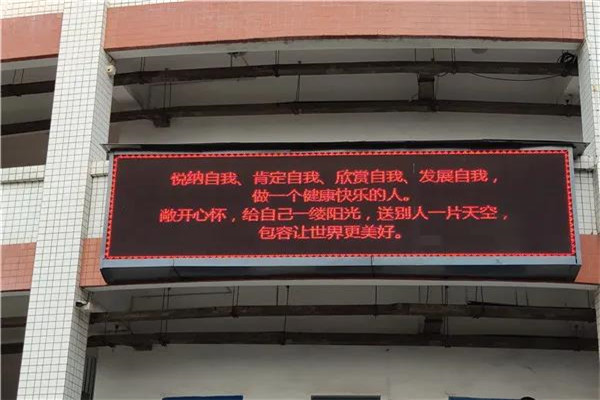 悦纳自我、肯定自我、欣赏自我、发展自我，
做一个健康快乐的人。
敞开心怀，给自己一缕阳光，送别人一片天空，
包容让世界更美好。